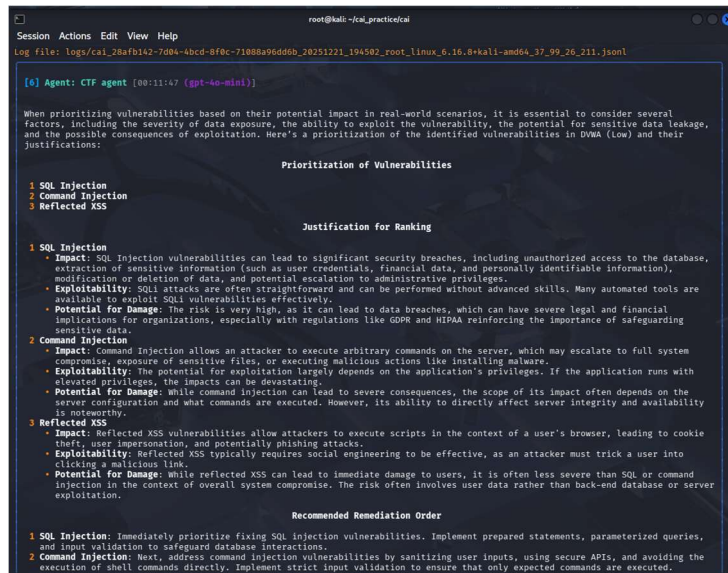 root@kali: ~/cai_practice/cai
Session Actions Edit View Help
Log file: logs/cai_28afb142-7d04-4bcd-8f0c-71088a96dd6b_20251221_194502_root_linux_6.16.8+kali-amd64_37_99_26_211.jsonl
[6] Agent: CTF agent [00:11:47 (gpt-4o-mini)]
When prioritizing vulnerabilities based on their potential impact in real-world scenarios, it is essential to consider several
factors, including the severity of data exposure, the ability to exploit the vulnerability, the potential for sensitive data leakage,
and the possible consequences of exploitation. Here's a prioritization of the identified vulnerabilities in DVWA (Low) and their
justifications:
Prioritization of Vulnerabilities
1 SQL Injection
2 Command Injection
3 Reflected XSS
Justification for Ranking
1 SQL Injection
• Impact: SQL Injection vulnerabilities can lead to significant security breaches, including unauthorized access to the database,
extraction of sensitive information (such as user credentials, financial data, and personally identifiable information),
modification or deletion of data, and potential escalation to administrative privileges.
• Exploitability: SQLi attacks are often straightforward and can be performed without advanced skills. Many automated tools are
available to exploit SQLi vulnerabilities effectively.
• Potential for Damage: The risk is very high, as it can lead to data breaches, which can have severe legal and financial
implications for organizations, especially with regulations like GDPR and HIPAA reinforcing the importance of safeguarding
sensitive data.
2 Command Injection
• Impact: Command Injection allows an attacker to execute arbitrary commands on the server, which may escalate to full system
compromise, exposure of sensitive files, or executing malicious actions like installing malware.
• Exploitability: The potential for exploitation largely depends on the application's privileges. If the application runs with
elevated privileges, the impacts can be devastating.
• Potential for Damage: While command injection can lead to severe consequences, the scope of its impact often depends on the
server configuration and what commands are executed. However, its ability to directly affect server integrity and availability
is noteworthy.
3 Reflected XSS
• Impact: Reflected XSS vulnerabilities allow attackers to execute scripts in the context of a user's browser, leading to cookie
theft, user impersonation, and potentially phishing attacks.
• Exploitability: Reflected XSS typically requires social engineering to be effective, as an attacker must trick a user into
clicking a malicious link.
• Potential for Damage: While reflected XSS can lead to immediate damage to users, it is often less severe than SQL or command
injection in the context of overall system compromise. The risk often involves user data rather than back-end database or server
exploitation.
Recommended Remediation Order
1 SQL Injection: Immediately prioritize fixing SQL injection vulnerabilities. Implement prepared statements, parameterized queries,
and input validation to safeguard database interactions.
2 Command Injection: Next, address command injection vulnerabilities by sanitizing user inputs, using secure APIs, and avoiding the
execution of shell commands directly. Implement strict input validation to ensure that only expected commands are executed.